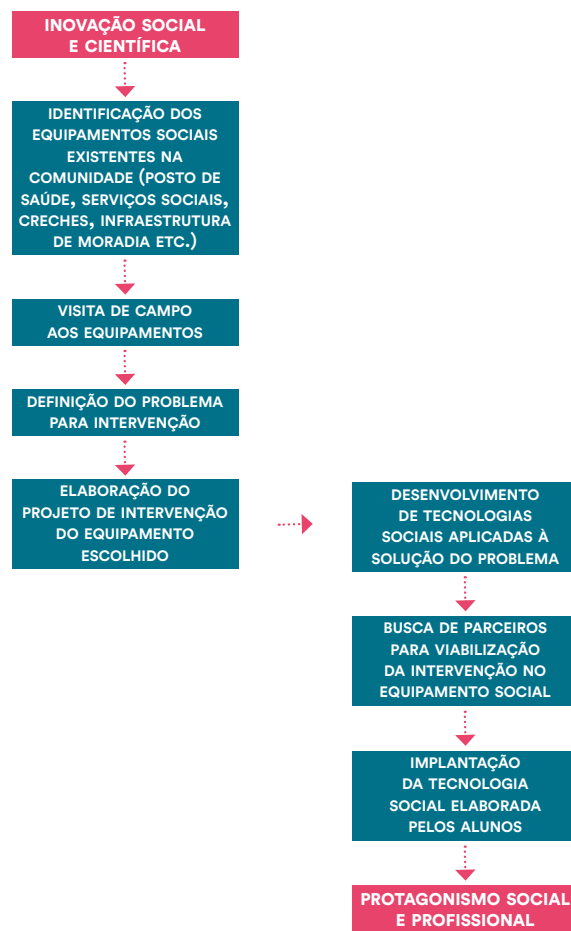 INOVAÇÃO SOCIAL
E CIENTÍFICA
IDENTIFICAÇÃO DOS
EQUIPAMENTOS SOCIAIS
EXISTENTES NA
COMUNIDADE (POSTO DE
SAÚDE, SERVIÇOS SOCIAIS,
CRECHES, INFRAESTRUTURA
DE MORADIA ETC.)
VISITA DE CAMPO
AOS EQUIPAMENTOS
DEFINIÇÃO DO PROBLEMA
PARA INTERVENÇÃO
ELABORAÇÃO DO
PROJETO DE INTERVENÇÃO
DO EQUIPAMENTO
ESCOLHIDO
DESENVOLVIMENTO
DE TECNOLOGIAS
SOCIAIS APLICADAS À
SOLUÇÃO DO PROBLEMA
BUSCA DE PARCEIROS
PARA VIABILIZAÇÃO
DA INTERVENÇÃO NO
EQUIPAMENTO SOCIAL
IMPLANTAÇÃO
DA TECNOLOGIA
SOCIAL ELABORADA
PELOS ALUNOS
PROTAGONISMO SOCIAL
E PROFISSIONAL